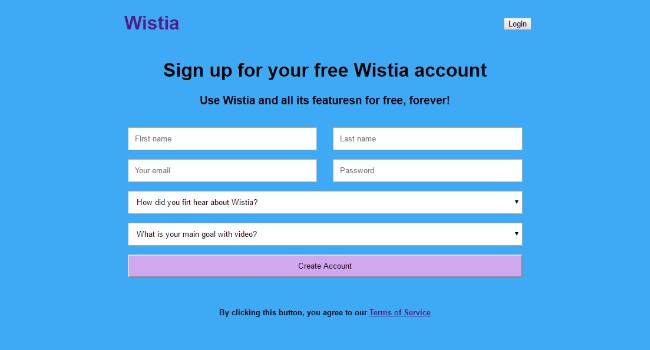 Wistia
Login
Sign up for your free Wistia account
Use Wistia and all its featuresn for free, forever!
First name
Last name
Your email
Password
How did you firt hear about Wistia?
What is your main goal with video?
Create Account
By clicking this button, you agree to our Terms of Service